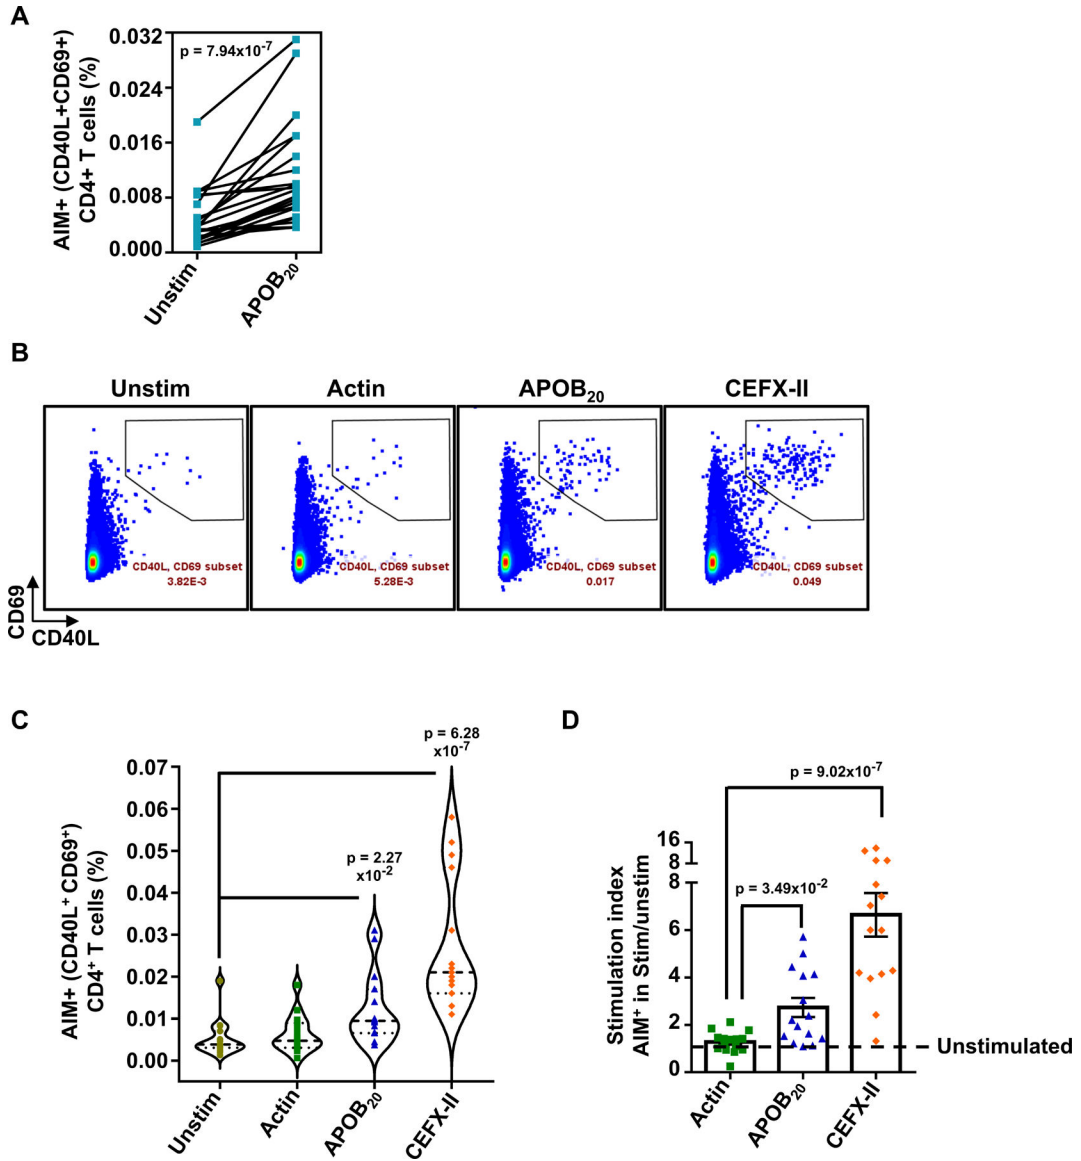 A
AIM+ (CD40L+CD69+)
CD4+ T cells (%)
0.032
0.024
0.016
0.008
0.000
p = 7.94x10-7
Unstim
APOB20
B
Unstim
Actin
APOB20
CEFX-II
CD40L, CD69 subset
3.82E-3
CD40L, CD69 subset
5.28E-3
CD40L, CD69 subset
0.017
CD40L, CD69 subset
0.049
CD69
CD40L
C
AIM+ (CD40L+ CD69+)
CD4+ T cells (%)
0.07
0.06
0.05
0.04
0.03
0.02
0.01
0.00
p = 2.27
x10-2
p = 6.28
x10-7
Unstim
Actin
APOB20
CEFX-II
D
Stimulation index
AIM+ in Stim/unstim
16
8
8
6
4
2
0
p = 9.02x10-7
p = 3.49x10-2
Unstimulated
Actin
APOB20
CEFX-II